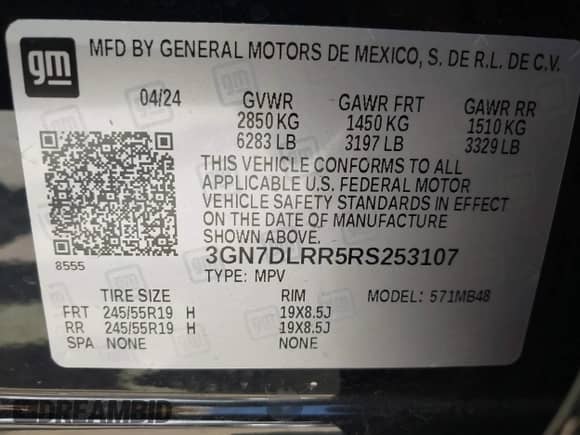 gm
MFD BY GENERAL MOTORS DE MEXICO, S. DE R.L. DE C.V.
04/24 GVWR GAWR FRT GAWR RR
2850 KG 1450 KG 1510 KG
6283 LB 3197 LB 3329 LB
THIS VEHICLE CONFORMS TO ALL
APPLICABLE U.S. FEDERAL MOTOR
VEHICLE SAFETY STANDARDS IN EFFECT
ON THE DATE OF MANUFACTURE
SHOWN ABOVE.
8555
3GN7DLRR5RS253107
TYPE: MPV
TIRE SIZE RIM MODEL: 571MB48
FRT 245/55R19 H 19X8.5J
RR 245/55R19 H 19X8.5J
SPA NONE NONE
DREAMBID